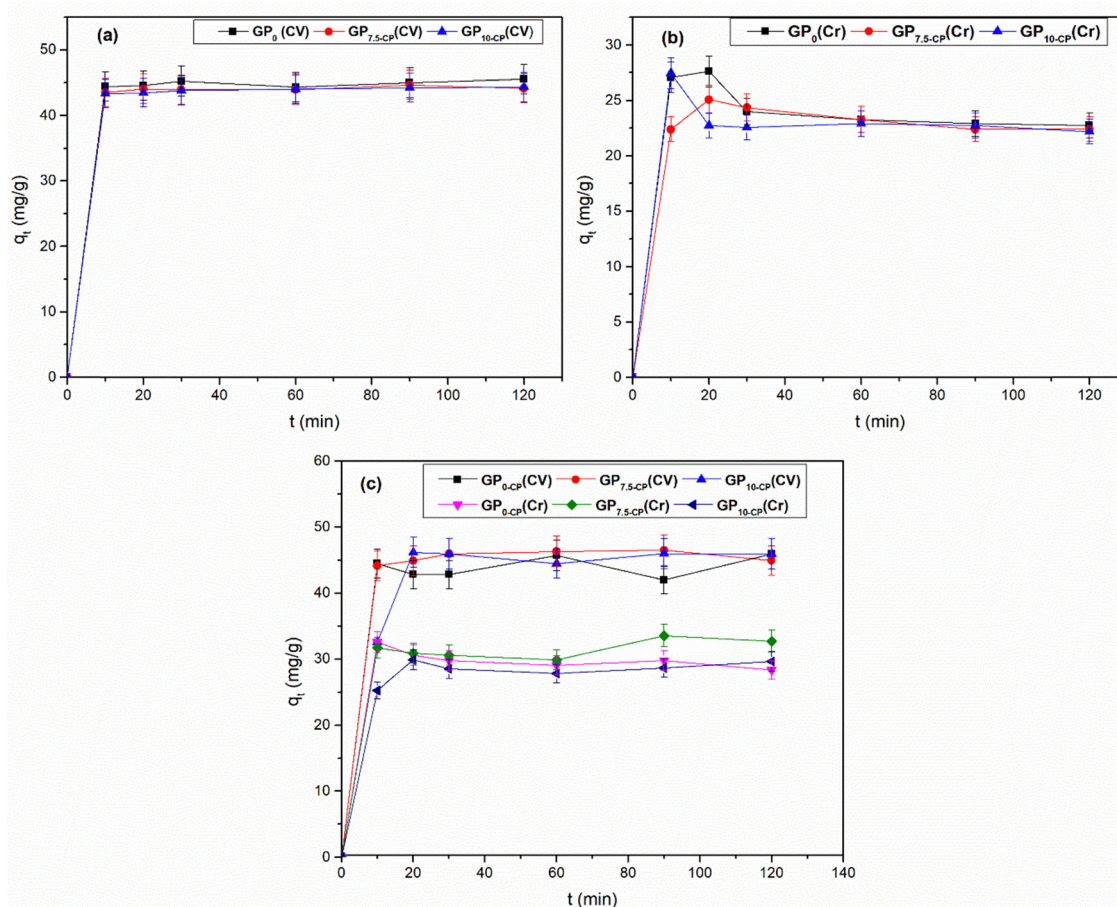 (a)
GP0 (CV) GP7.5-CP(CV) GP10-CP(CV)
50
40
30
20
10
0
qt (mg/g)
0 20 40 60 80 100 120
t (min)
(b)
GP0(Cr) GP7.5-CP(Cr) GP10-CP(Cr)
30
25
20
15
10
5
0
qt (mg/g)
0 20 40 60 80 100 120
t (min)
(c)
GP0-CP(CV) GP7.5-CP(CV) GP10-CP(CV)
GP0-CP(Cr) GP7.5-CP(Cr) GP10-CP(Cr)
60
50
40
30
20
10
0
qt (mg/g)
0 20 40 60 80 100 120 140
t (min)